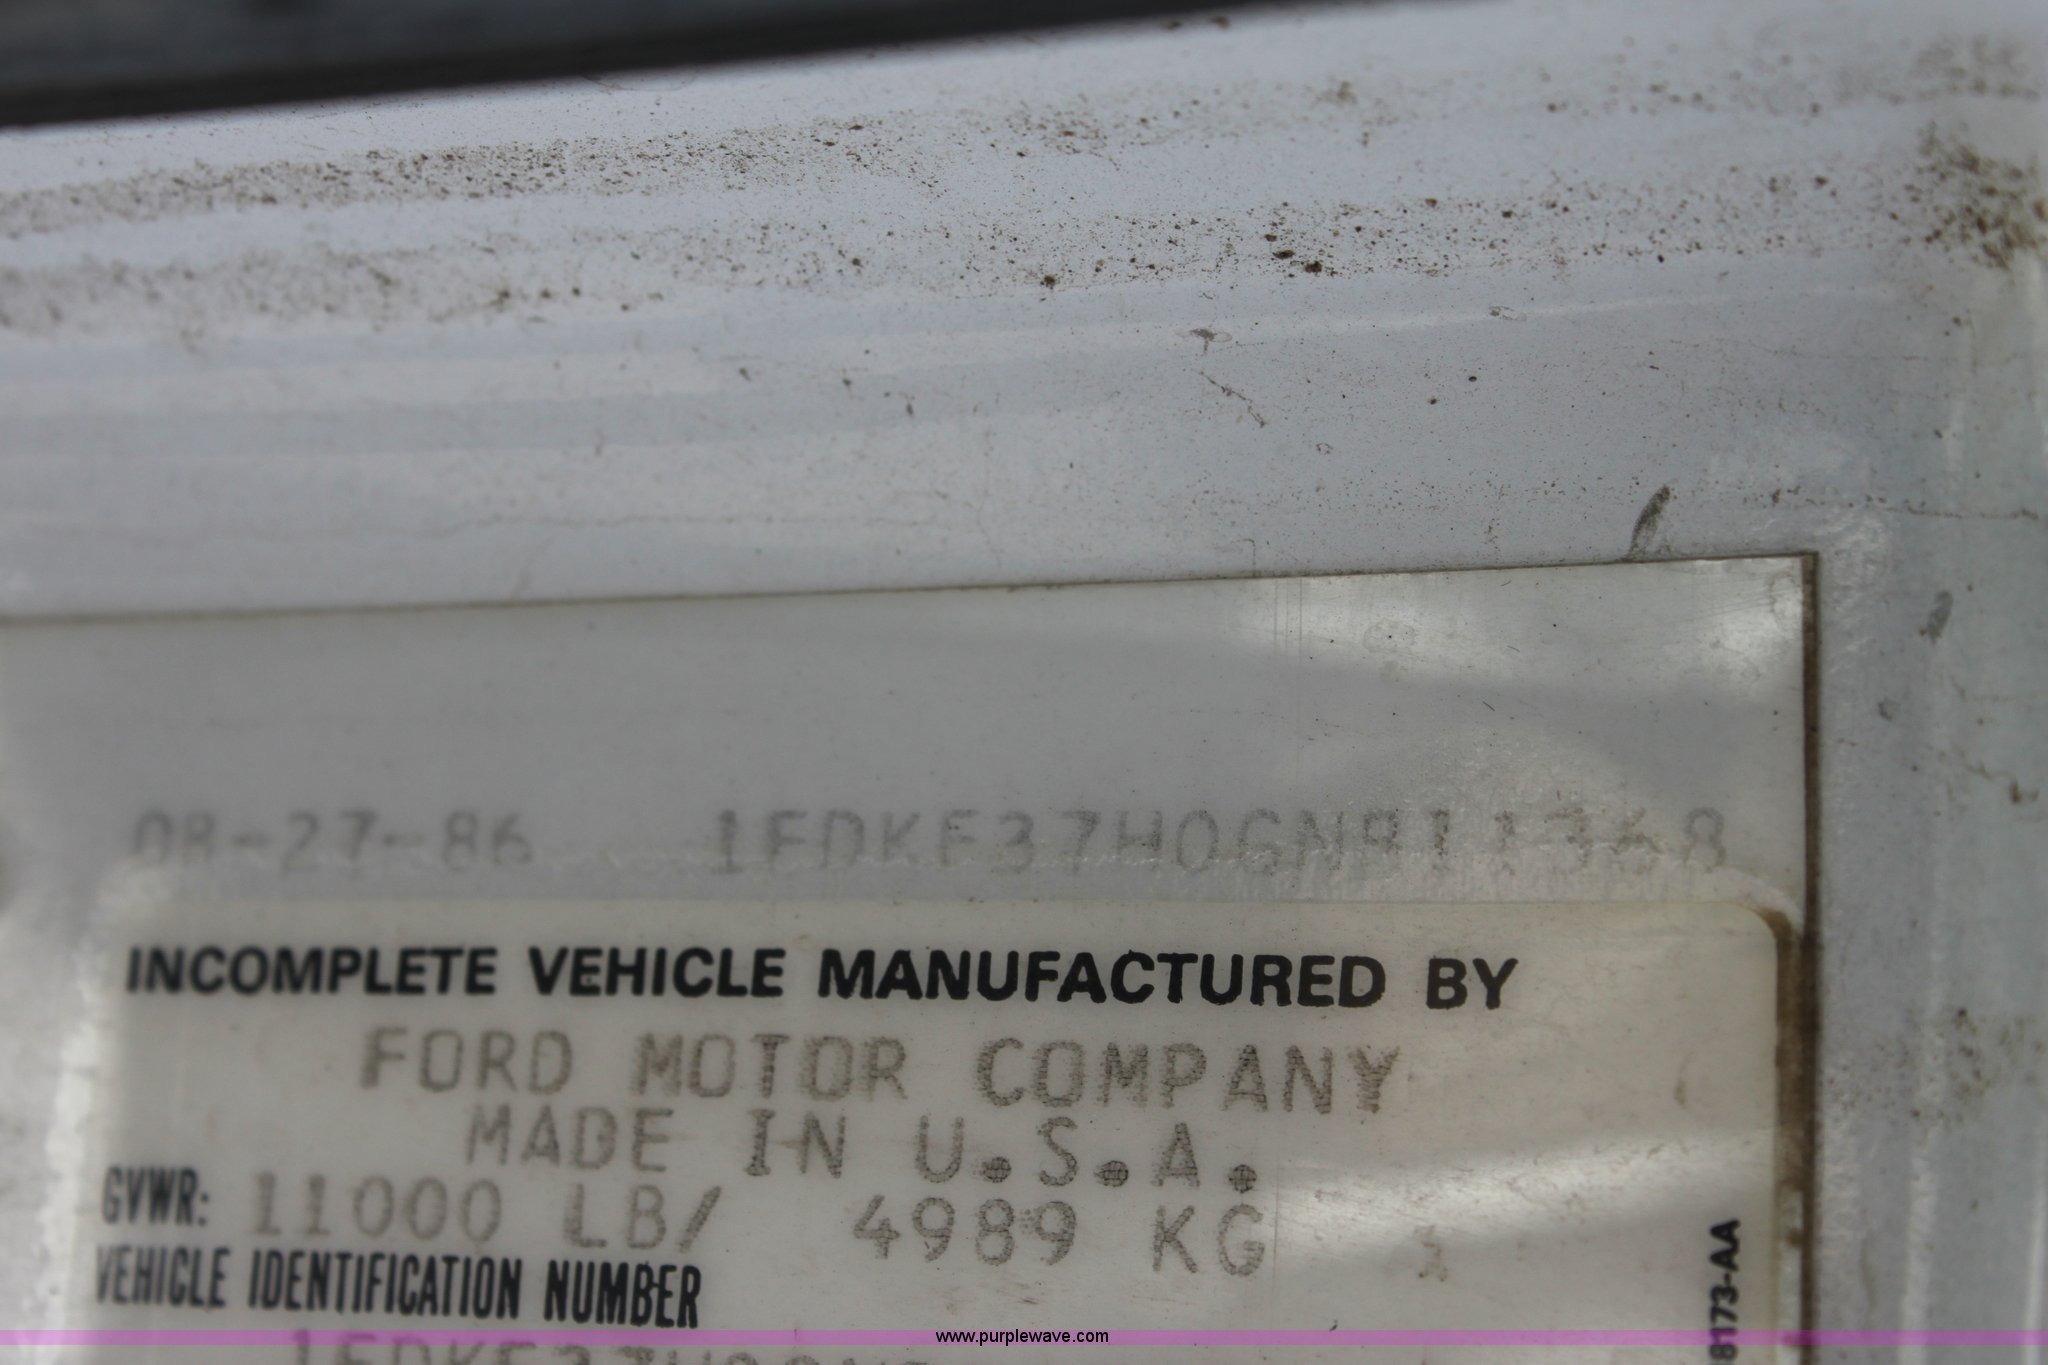 08-27-86 1FDKF37H0GNB11368
INCOMPLETE VEHICLE MANUFACTURED BY
FORD MOTOR COMPANY
MADE IN U.S.A.
GVWR: 11000 LB/ 4989 KG
VEHICLE IDENTIFICATION NUMBER
8173-AA
www.purplewave.com